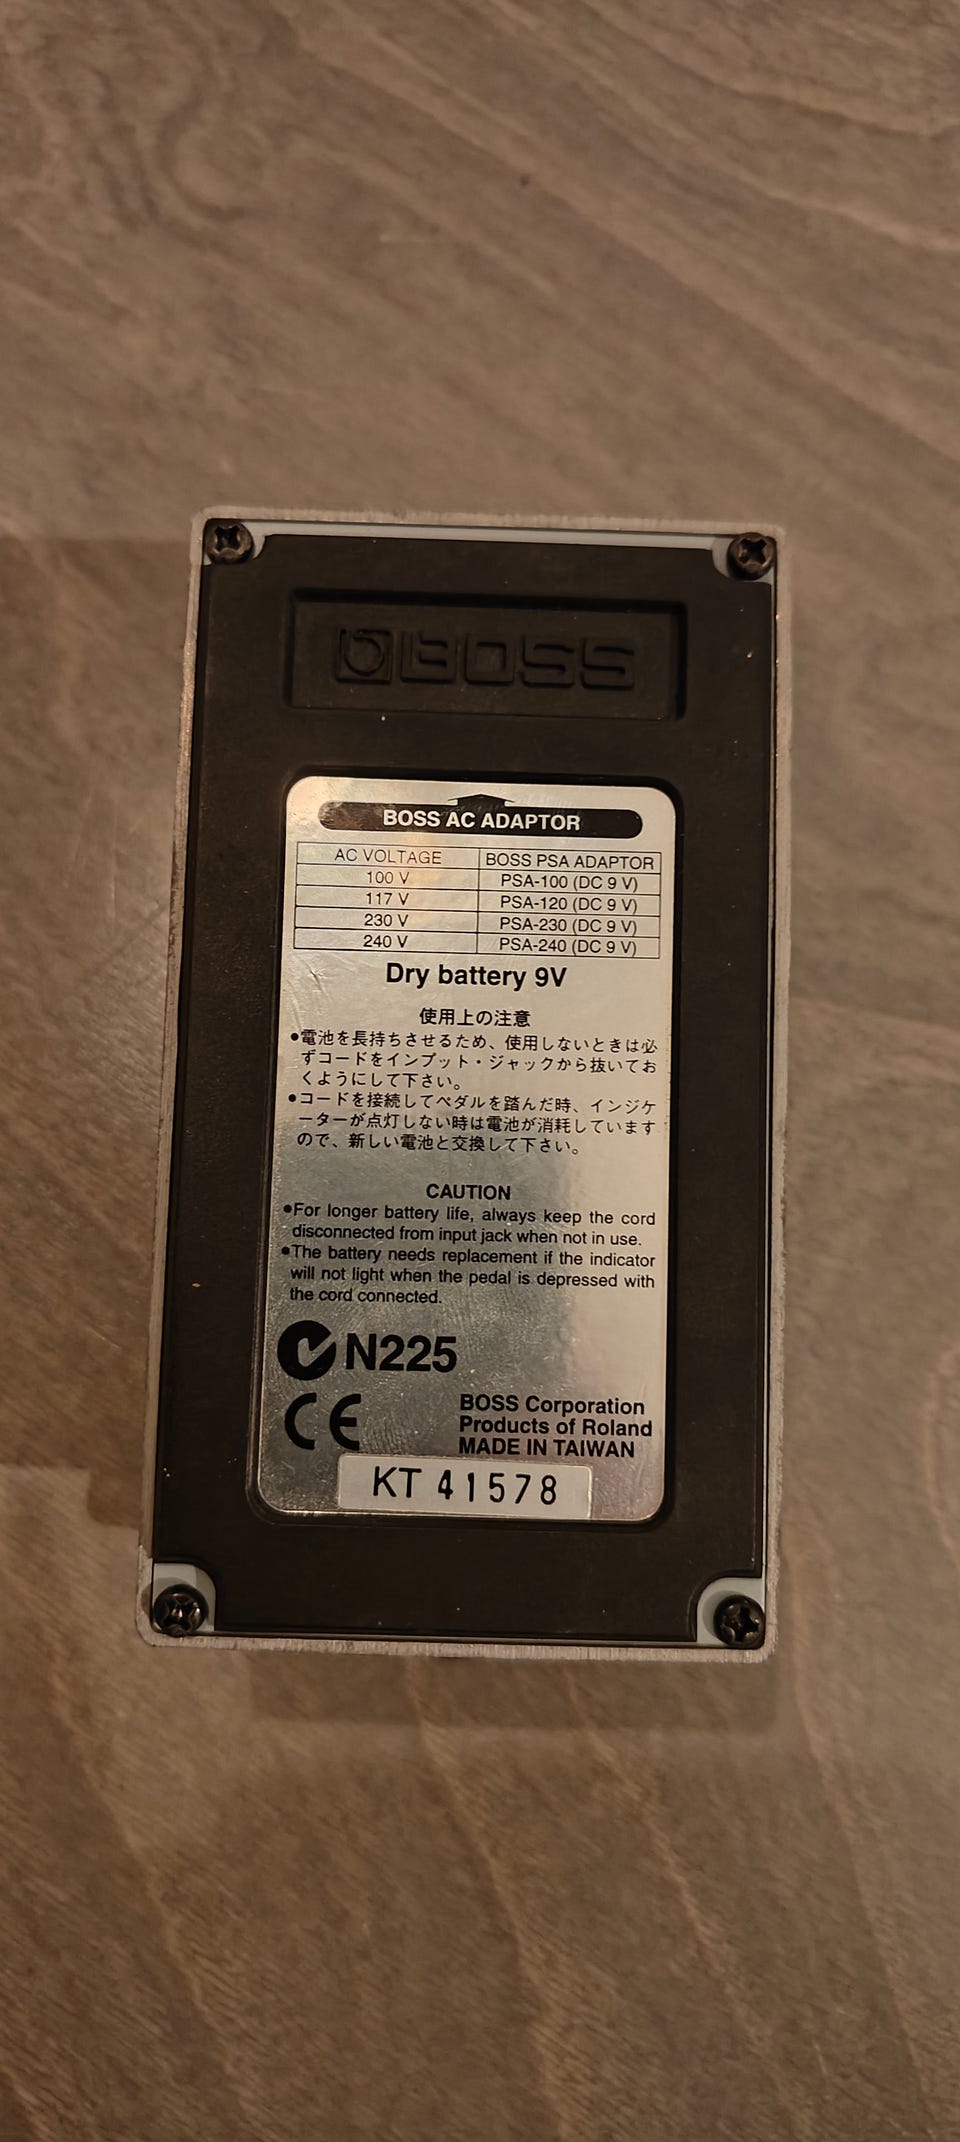 BOSS
BOSS AC ADAPTOR
AC VOLTAGE BOSS PSA ADAPTOR
100 V PSA-100 (DC 9 V)
117 V PSA-120 (DC 9 V)
230 V PSA-230 (DC 9 V)
240 V PSA-240 (DC 9 V)
Dry battery 9V
使用上の注意
●電池を長持ちさせるため、使用しないときは必
ずコードをインプット・ジャックから抜いてお
くようにして下さい。
●コードを接続してペダルを踏んだ時、インジケ
ーターが点灯しない時は電池が消耗しています
ので、新しい電池と交換して下さい。
CAUTION
●For longer battery life, always keep the cord
disconnected from input jack when not in use.
●The battery needs replacement if the indicator
will not light when the pedal is depressed with
the cord connected.
N225
CE
BOSS Corporation
Products of Roland
MADE IN TAIWAN
KT 41578